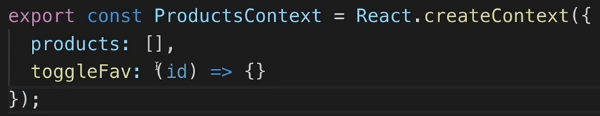 export const ProductsContext = React.createContext({
  products: [],
  toggleFav: (id) => {}
});